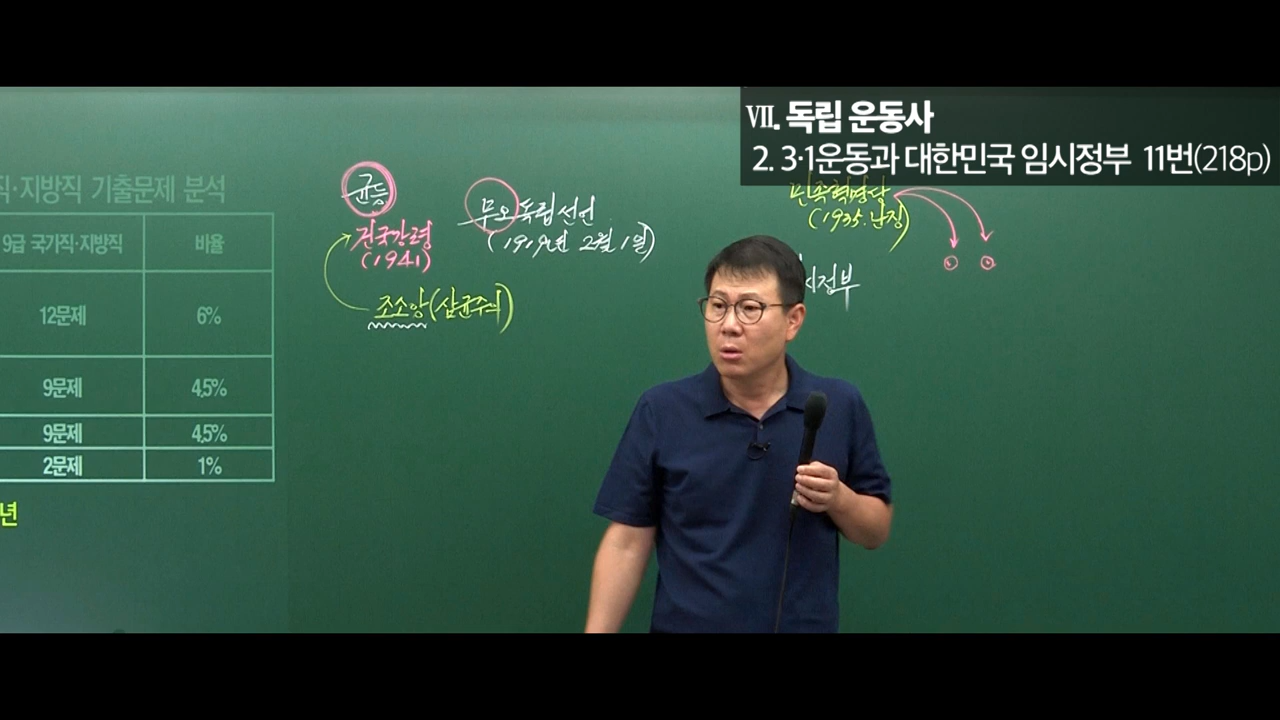 Ⅶ. 독립 운동사
2. 3·1운동과 대한민국 임시정부 11번(218p)
직·지방직 기출문제 분석
9급 국가직·지방직 비율
12문제 6%
9문제 4.5%
9문제 4.5%
2문제 1%
년
균등
건국강령
(1941)
조소앙(삼균주의)
무오독립선언
(1919년 2월 1일)
민족혁명당
(1935. 난징)
시정부